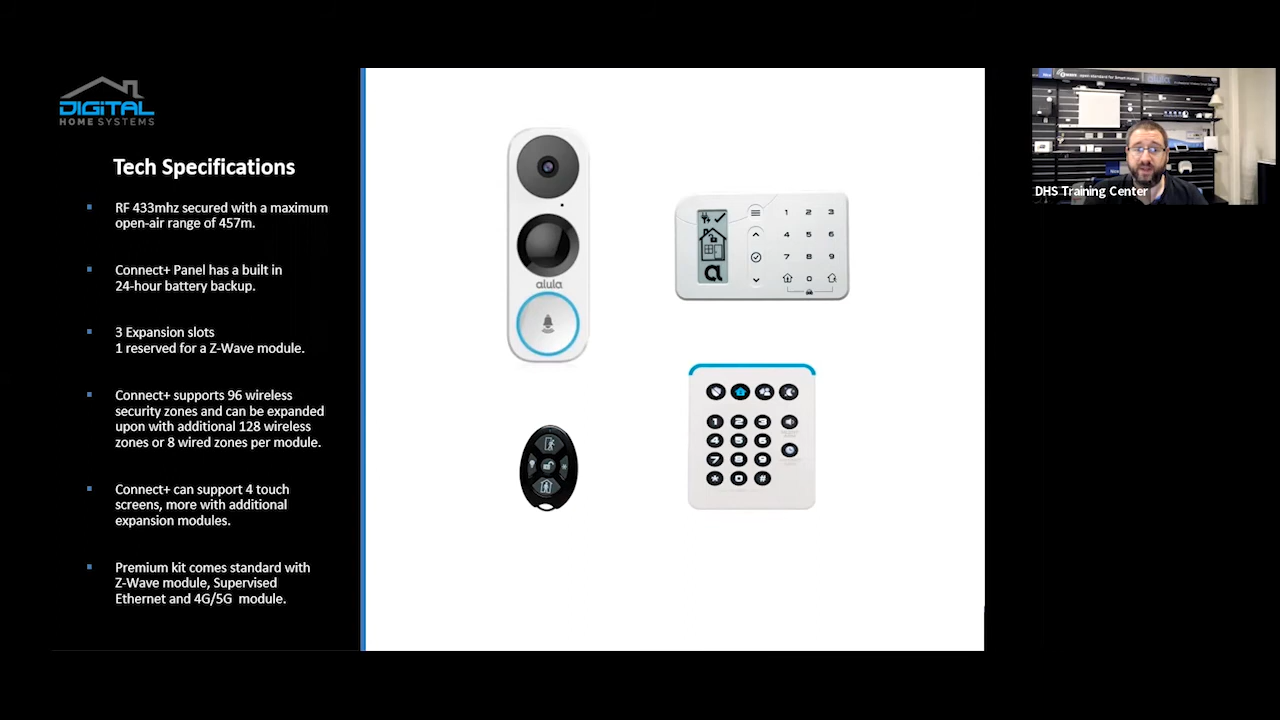 DIGITAL
HOME SYSTEMS
Tech Specifications
RF 433mhz secured with a maximum
open-air range of 457m.
Connect+ Panel has a built in
24-hour battery backup.
3 Expansion slots
1 reserved for a Z-Wave module.
Connect+ supports 96 wireless
security zones and can be expanded
upon with additional 128 wireless
zones or 8 wired zones per module.
Connect+ can support 4 touch
screens, more with additional
expansion modules.
Premium kit comes standard with
Z-Wave module, Supervised
Ethernet and 4G/5G  module.
alula
1 2 3
4 5 6
7 8 9
0
1 2 3
4 5 6
7 8 9
* 0 #
alula
DHS Training Center